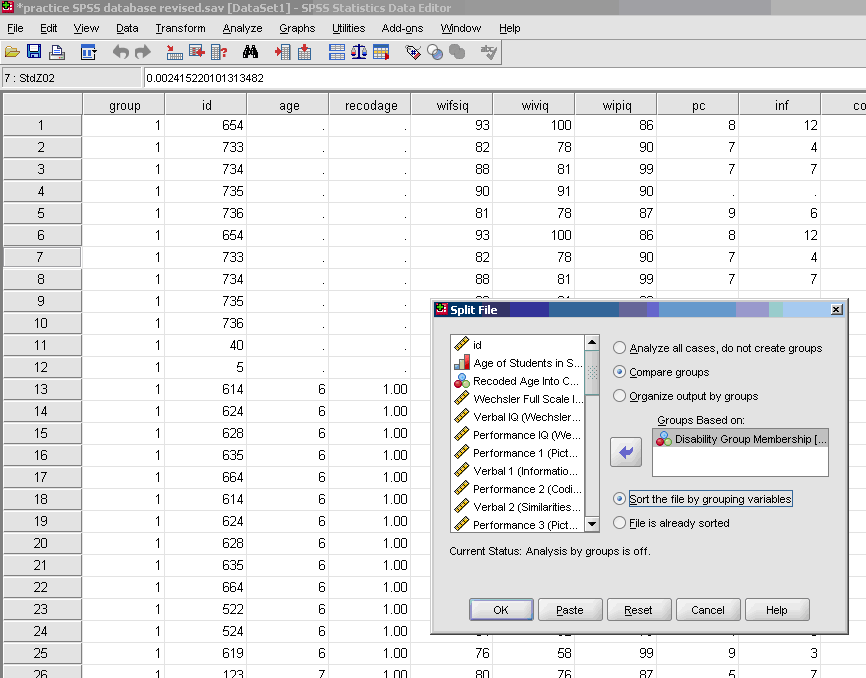 *practice SPSS database revised.sav [DataSet1] - SPSS Statistics Data Editor
File Edit View Data Transform Analyze Graphs Utilities Add-ons Window Help
7 : StdZ02 0.002415220101313482
group id age recodage wifsiq wiviq wipiq pc inf co
1 1 654 . . 93 100 86 8 12
2 1 733 . . 82 78 90 7 4
3 1 734 . . 88 81 99 7 7
4 1 735 . . 90 91 90 . .
5 1 736 . . 81 78 87 9 6
6 1 654 . . 93 100 86 8 12
7 1 733 . . 82 78 90 7 4
8 1 734 . . 88 81 99 7 7
9 1 735 . .
10 1 736 . .
11 1 40 . .
12 1 5 . .
13 1 614 6 1.00
14 1 624 6 1.00
15 1 628 6 1.00
16 1 635 6 1.00
17 1 664 6 1.00
18 1 614 6 1.00
19 1 624 6 1.00
20 1 628 6 1.00
21 1 635 6 1.00
22 1 664 6 1.00
23 1 522 6 1.00
24 1 524 6 1.00
25 1 619 6 1.00 76 58 99 9 3
26 1 123 7 1.00 80 76 87 5 7
Split File
id
Age of Students in S...
Recoded Age Into C...
Wechsler Full Scale I...
Verbal IQ (Wechsler...
Performance IQ (We...
Performance 1 (Pict...
Verbal 1 (Informatio...
Performance 2 (Codi...
Verbal 2 (Similarities...
Performance 3 (Pict...
Analyze all cases, do not create groups
Compare groups
Organize output by groups
Groups Based on:
Disability Group Membership [...
Sort the file by grouping variables
File is already sorted
Current Status: Analysis by groups is off.
OK Paste Reset Cancel Help